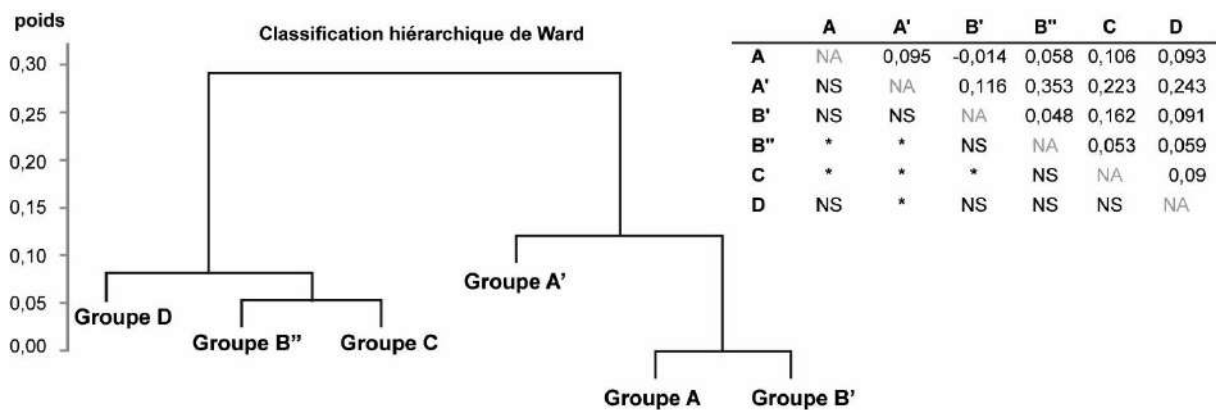 poids
Classification hiérarchique de Ward
0,30
0,25
0,20
0,15
0,10
0,05
0,00
Groupe D
Groupe B"
Groupe C
Groupe A'
Groupe A
Groupe B'
A A' B' B" C D
A NA 0,095 -0,014 0,058 0,106 0,093
A' NS NA 0,116 0,353 0,223 0,243
B' NS NS NA 0,048 0,162 0,091
B" * * NS NA 0,053 0,059
C * * * NS NA 0,09
D NS * NS NS NS NA